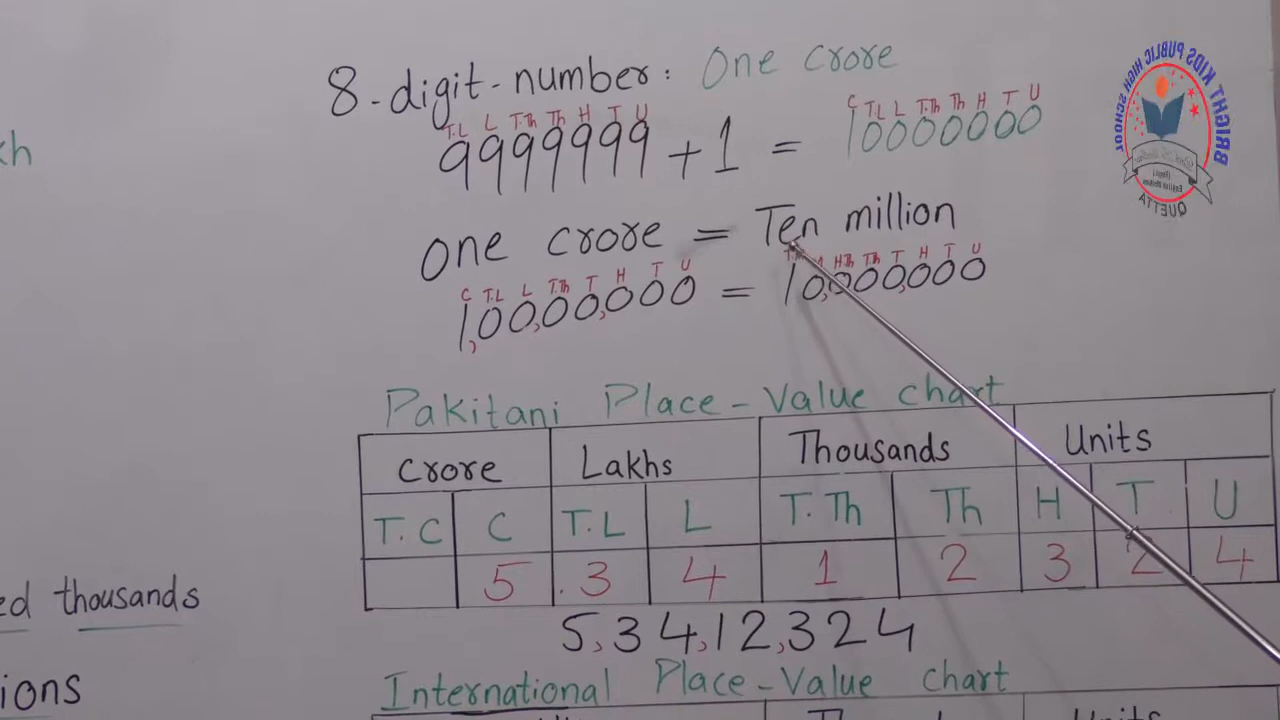 8-digit-number: One crore
T.L L T.Th Th H T U
C T.L L T.Th Th H T U
9999999 + 1 = 10000000
One crore = Ten million
C T.L L T.Th T H T U
H.Th Th T H T U
1,00,00,000 = 10,000,000
Pakitani Place-Value chart
Crore Lakhs Thousands Units
T.C C T.L L T.Th Th H T U
5 3 4 1 2 3 2 4
5,34,12,324
International Place-Value chart
kh
ed thousands
ions
BRIGHT KIDS PUBLIC HIGH SCHOOL
QUETTA